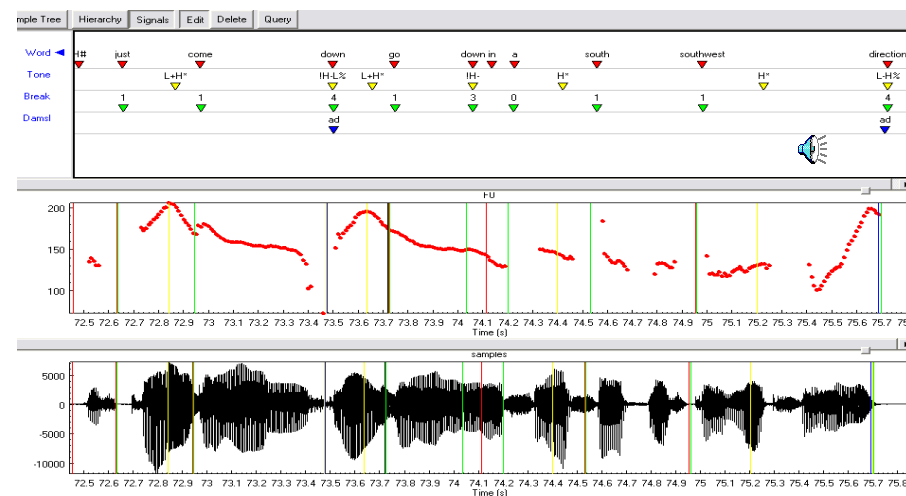 mple Tree Hierarchy Signals Edit Delete Query
Word H# just come down go down in a south southwest direction
Tone L+H* !H-L% L+H* !H- H* H* L-H%
Break 1 1 4 1 3 0 1 1 4
Damsl ad ad
F0
200
150
100
72.5 72.6 72.7 72.8 72.9 73 73.1 73.2 73.3 73.4 73.5 73.6 73.7 73.8 73.9 74 74.1 74.2 74.3 74.4 74.5 74.6 74.7 74.8 74.9 75 75.1 75.2 75.3 75.4 75.5 75.6 75.7 75
Time (s)
samples
5000
0
-5000
-10000
72.5 72.6 72.7 72.8 72.9 73 73.1 73.2 73.3 73.4 73.5 73.6 73.7 73.8 73.9 74 74.1 74.2 74.3 74.4 74.5 74.6 74.7 74.8 74.9 75 75.1 75.2 75.3 75.4 75.5 75.6 75.7 75.8
Time (s)